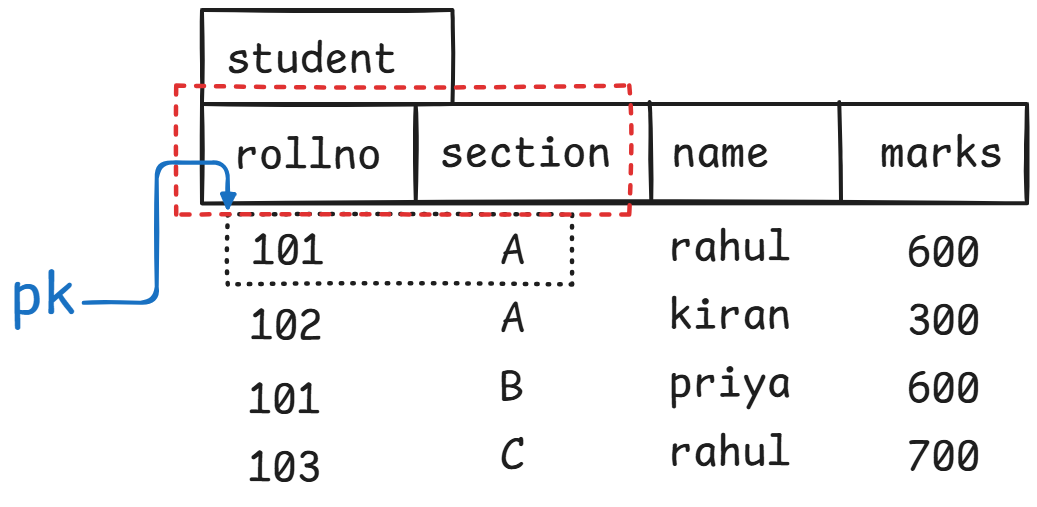 student
rollno section name marks
101 A rahul 600
pk
102 A kiran 300
101 B priya 600
103 C rahul 700